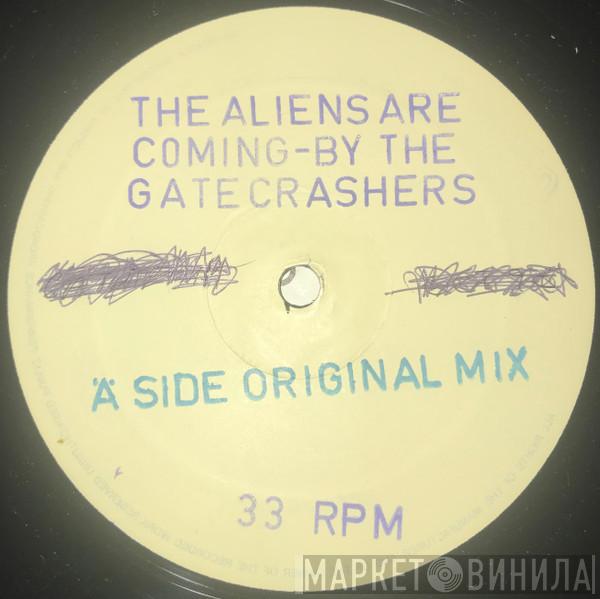 THE ALIENS ARE
COMING-BY THE
GATECRASHERS
"A" SIDE ORIGINAL MIX
33 RPM
МАРКЕТ ВИНИЛА